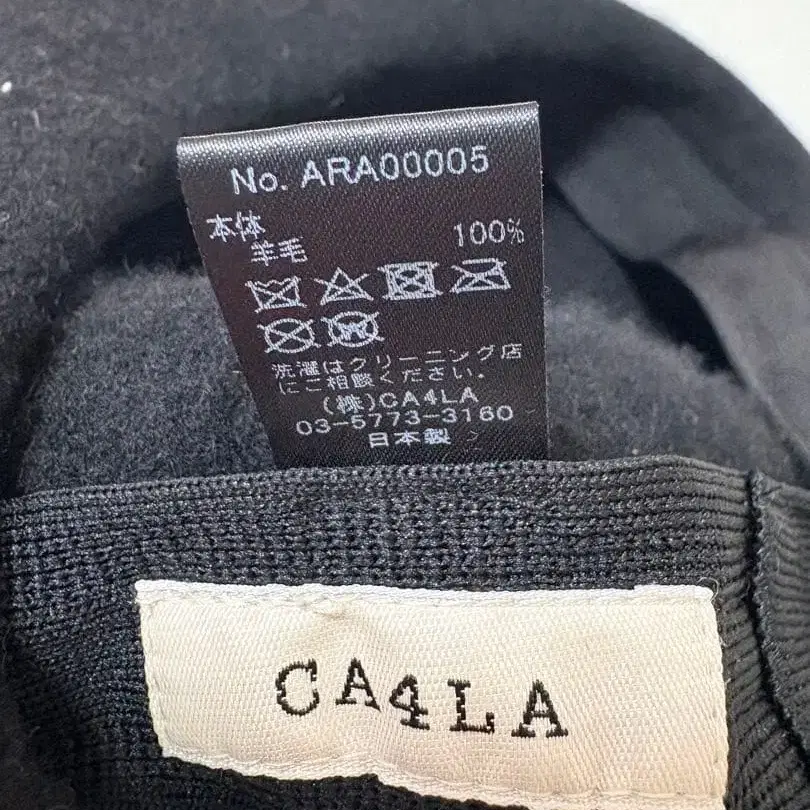 No. ARA00005
本体
羊毛 100%
洗濯はクリーニング店
にご相談ください。
(株)CA4LA
03-5773-3160
日本製
CA4LA